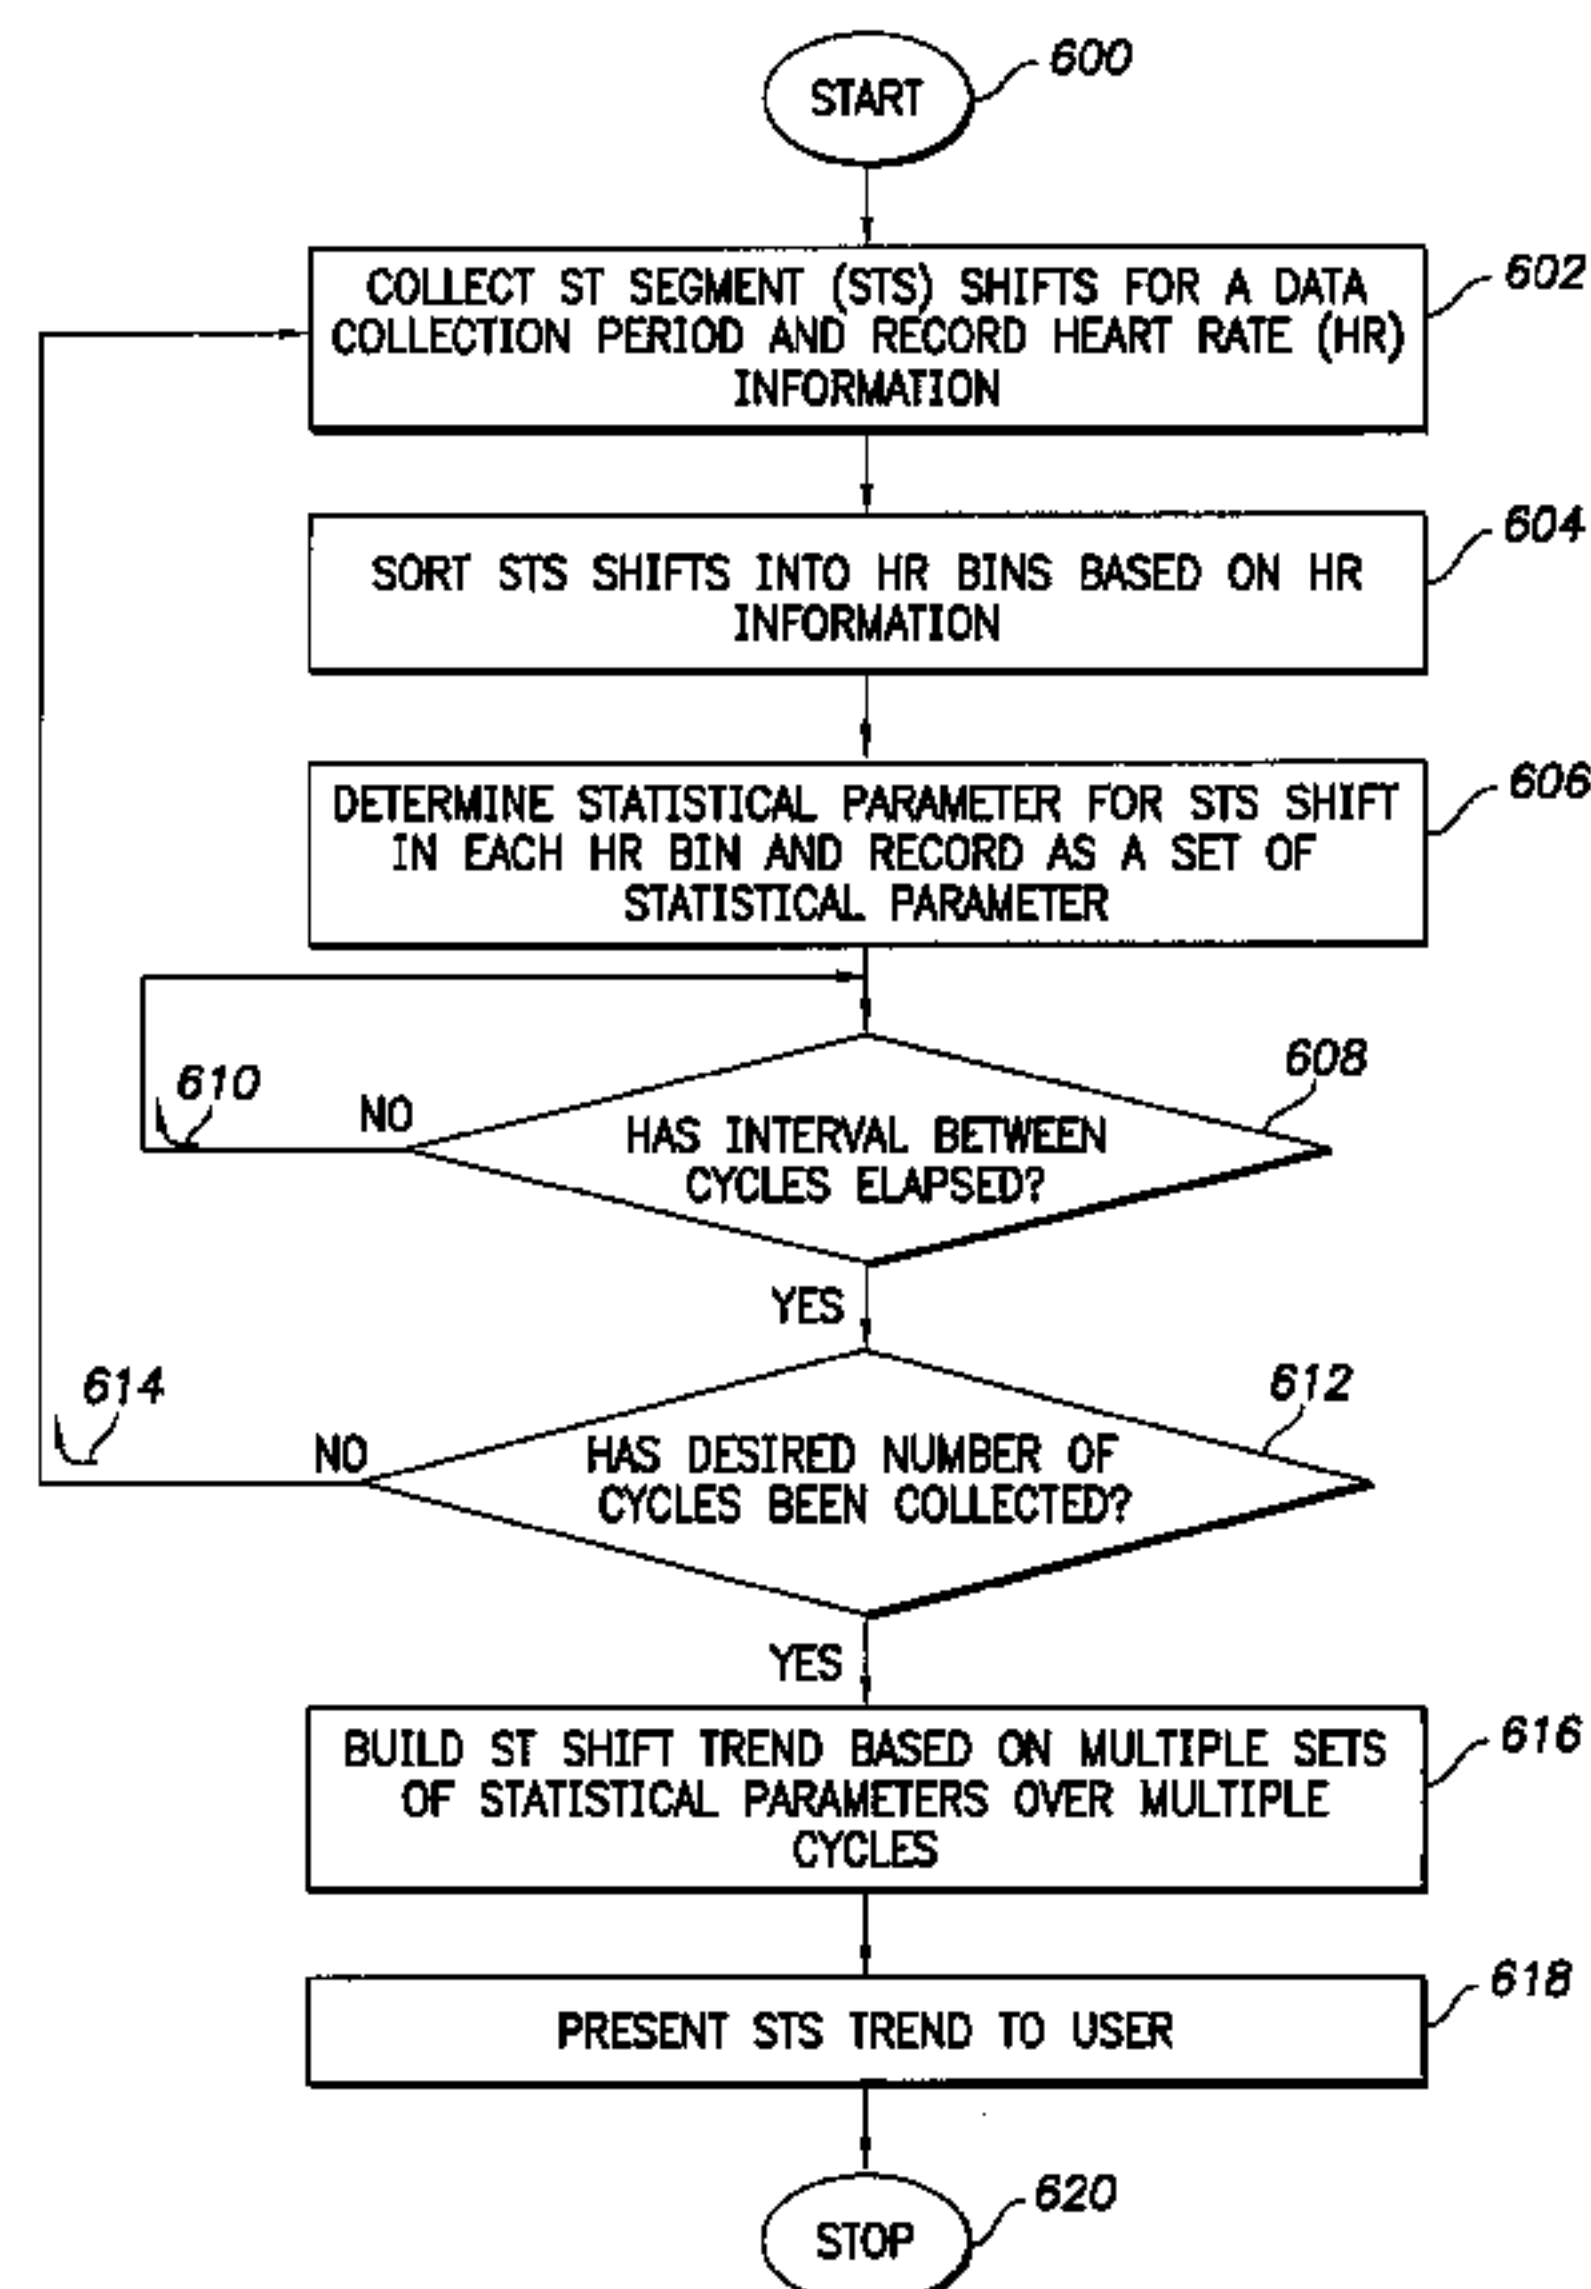 600
START
602
COLLECT ST SEGMENT (STS) SHIFTS FOR A DATA
COLLECTION PERIOD AND RECORD HEART RATE (HR)
INFORMATION
604
SORT STS SHIFTS INTO HR BINS BASED ON HR
INFORMATION
606
DETERMINE STATISTICAL PARAMETER FOR STS SHIFT
IN EACH HR BIN AND RECORD AS A SET OF
STATISTICAL PARAMETER
608
610
NO
HAS INTERVAL BETWEEN
CYCLES ELAPSED?
YES
612
614
NO
HAS DESIRED NUMBER OF
CYCLES BEEN COLLECTED?
YES
616
BUILD ST SHIFT TREND BASED ON MULTIPLE SETS
OF STATISTICAL PARAMETERS OVER MULTIPLE
CYCLES
618
PRESENT STS TREND TO USER
620
STOP